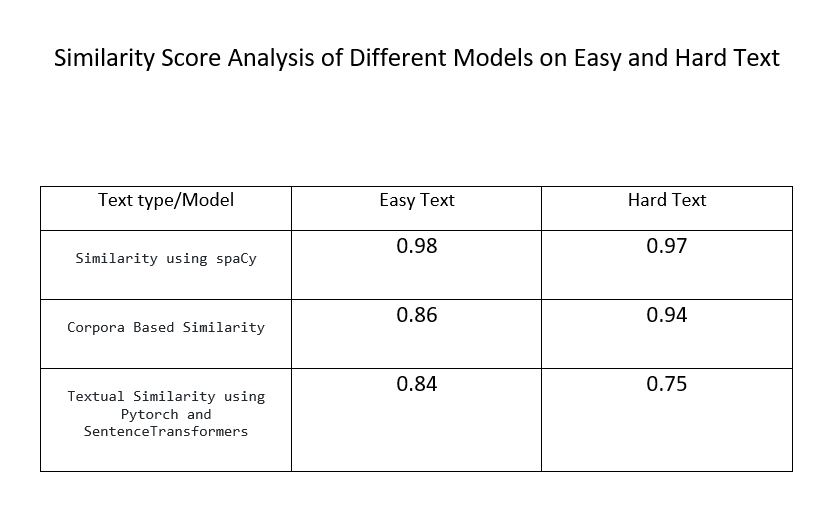 Similarity Score Analysis of Different Models on Easy and Hard Text
Text type/Model Easy Text Hard Text
Similarity using spaCy 0.98 0.97
Corpora Based Similarity 0.86 0.94
Textual Similarity using 0.84 0.75
Pytorch and
SentenceTransformers